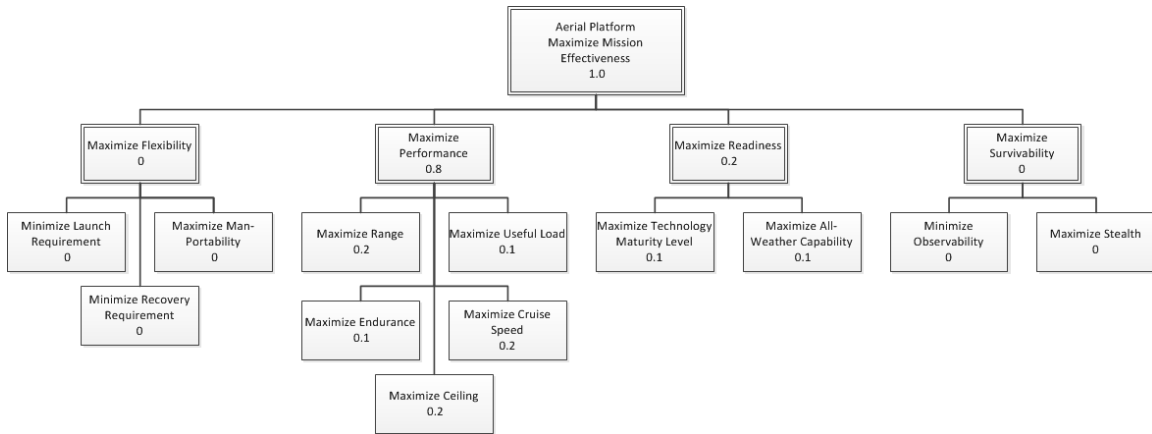 Aerial Platform
Maximize Mission
Effectiveness
1.0
Maximize Flexibility
0
Maximize
Performance
0.8
Maximize Readiness
0.2
Maximize
Survivability
0
Minimize Launch
Requirement
0
Maximize Man-
Portability
0
Maximize Range
0.2
Maximize Useful Load
0.1
Maximize Technology
Maturity Level
0.1
Maximize All-
Weather Capability
0.1
Minimize
Observability
0
Maximize Stealth
0
Minimize Recovery
Requirement
0
Maximize Endurance
0.1
Maximize Cruise
Speed
0.2
Maximize Ceiling
0.2